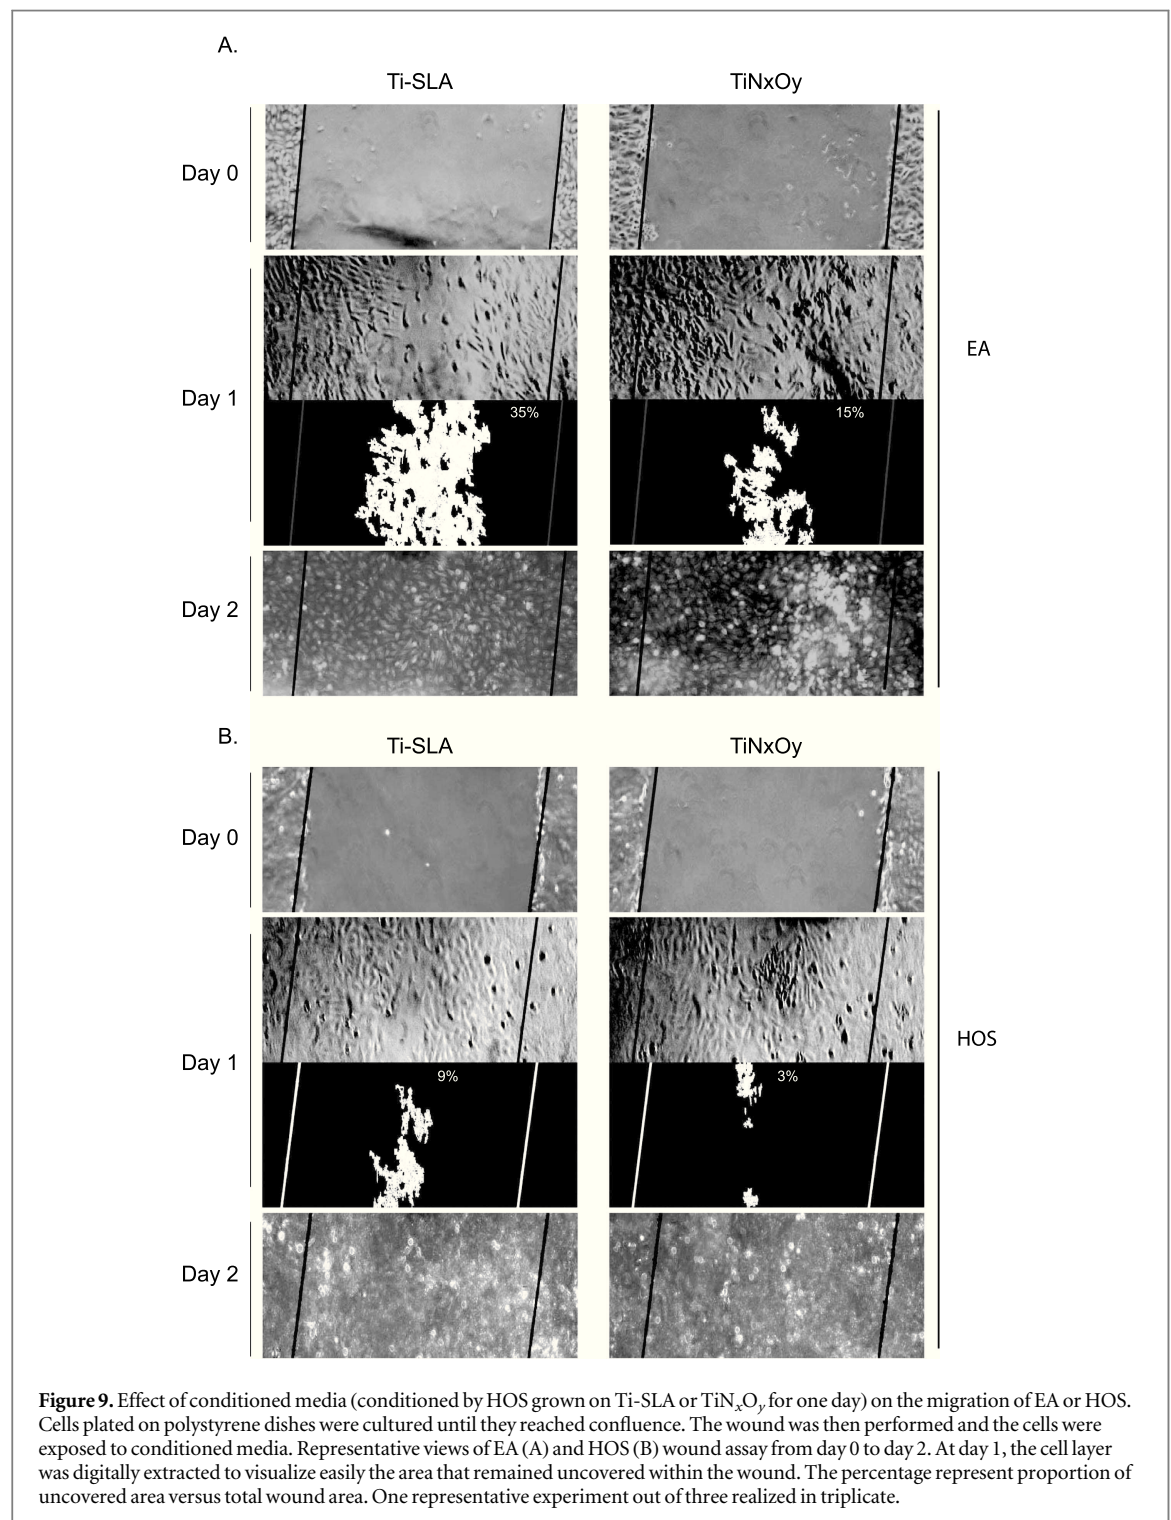 A.
Ti-SLA
TiNxOy
Day 0
Day 1
35%
15%
Day 2
EA
B.
Ti-SLA
TiNxOy
Day 0
Day 1
9%
3%
Day 2
HOS
Figure 9. Effect of conditioned media (conditioned by HOS grown on Ti-SLA or TiNxOy for one day) on the migration of EA or HOS.
Cells plated on polystyrene dishes were cultured until they reached confluence. The wound was then performed and the cells were
exposed to conditioned media. Representative views of EA (A) and HOS (B) wound assay from day 0 to day 2. At day 1, the cell layer
was digitally extracted to visualize easily the area that remained uncovered within the wound. The percentage represent proportion of
uncovered area versus total wound area. One representative experiment out of three realized in triplicate.